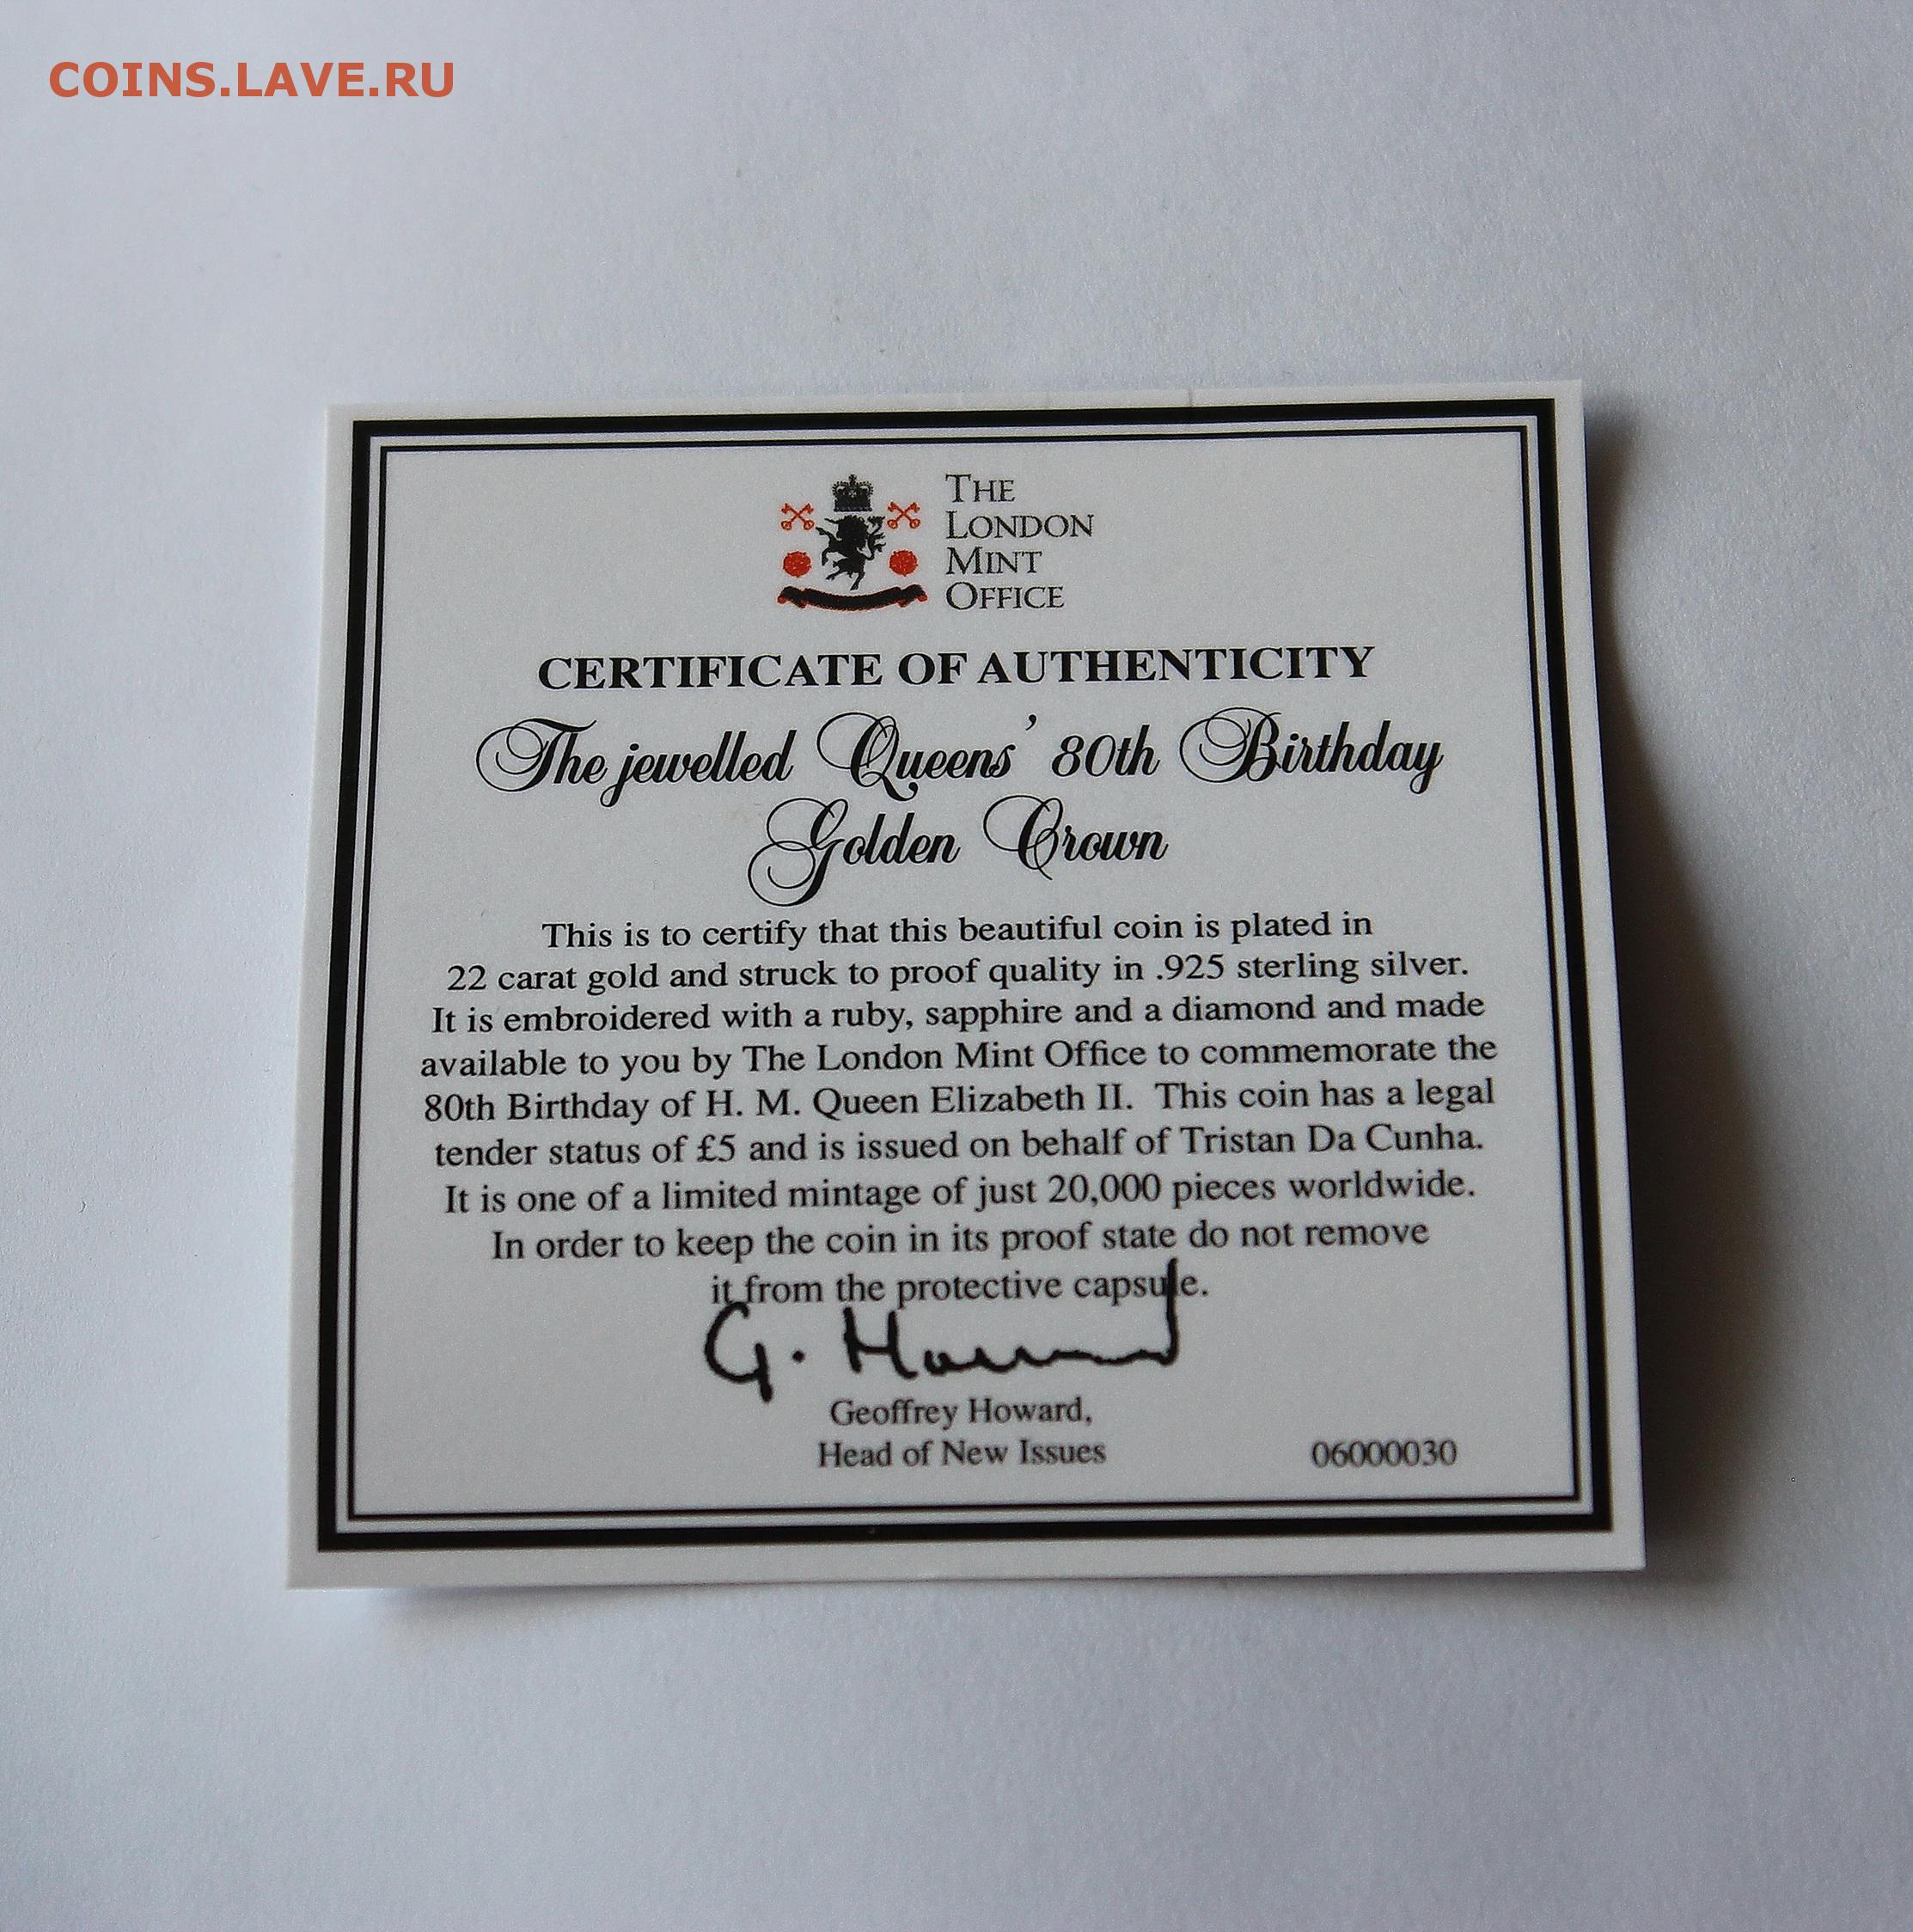 COINS.LAVE.RU
THE
LONDON
MINT
OFFICE
CERTIFICATE OF AUTHENTICITY
The jewelled Queens' 80th Birthday
Golden Crown
This is to certify that this beautiful coin is plated in
22 carat gold and struck to proof quality in .925 sterling silver.
It is embroidered with a ruby, sapphire and a diamond and made
available to you by The London Mint Office to commemorate the
80th Birthday of H. M. Queen Elizabeth II. This coin has a legal
tender status of £5 and is issued on behalf of Tristan Da Cunha.
It is one of a limited mintage of just 20,000 pieces worldwide.
In order to keep the coin in its proof state do not remove
it from the protective capsule.
G. Howard
Geoffrey Howard,
Head of New Issues
06000030